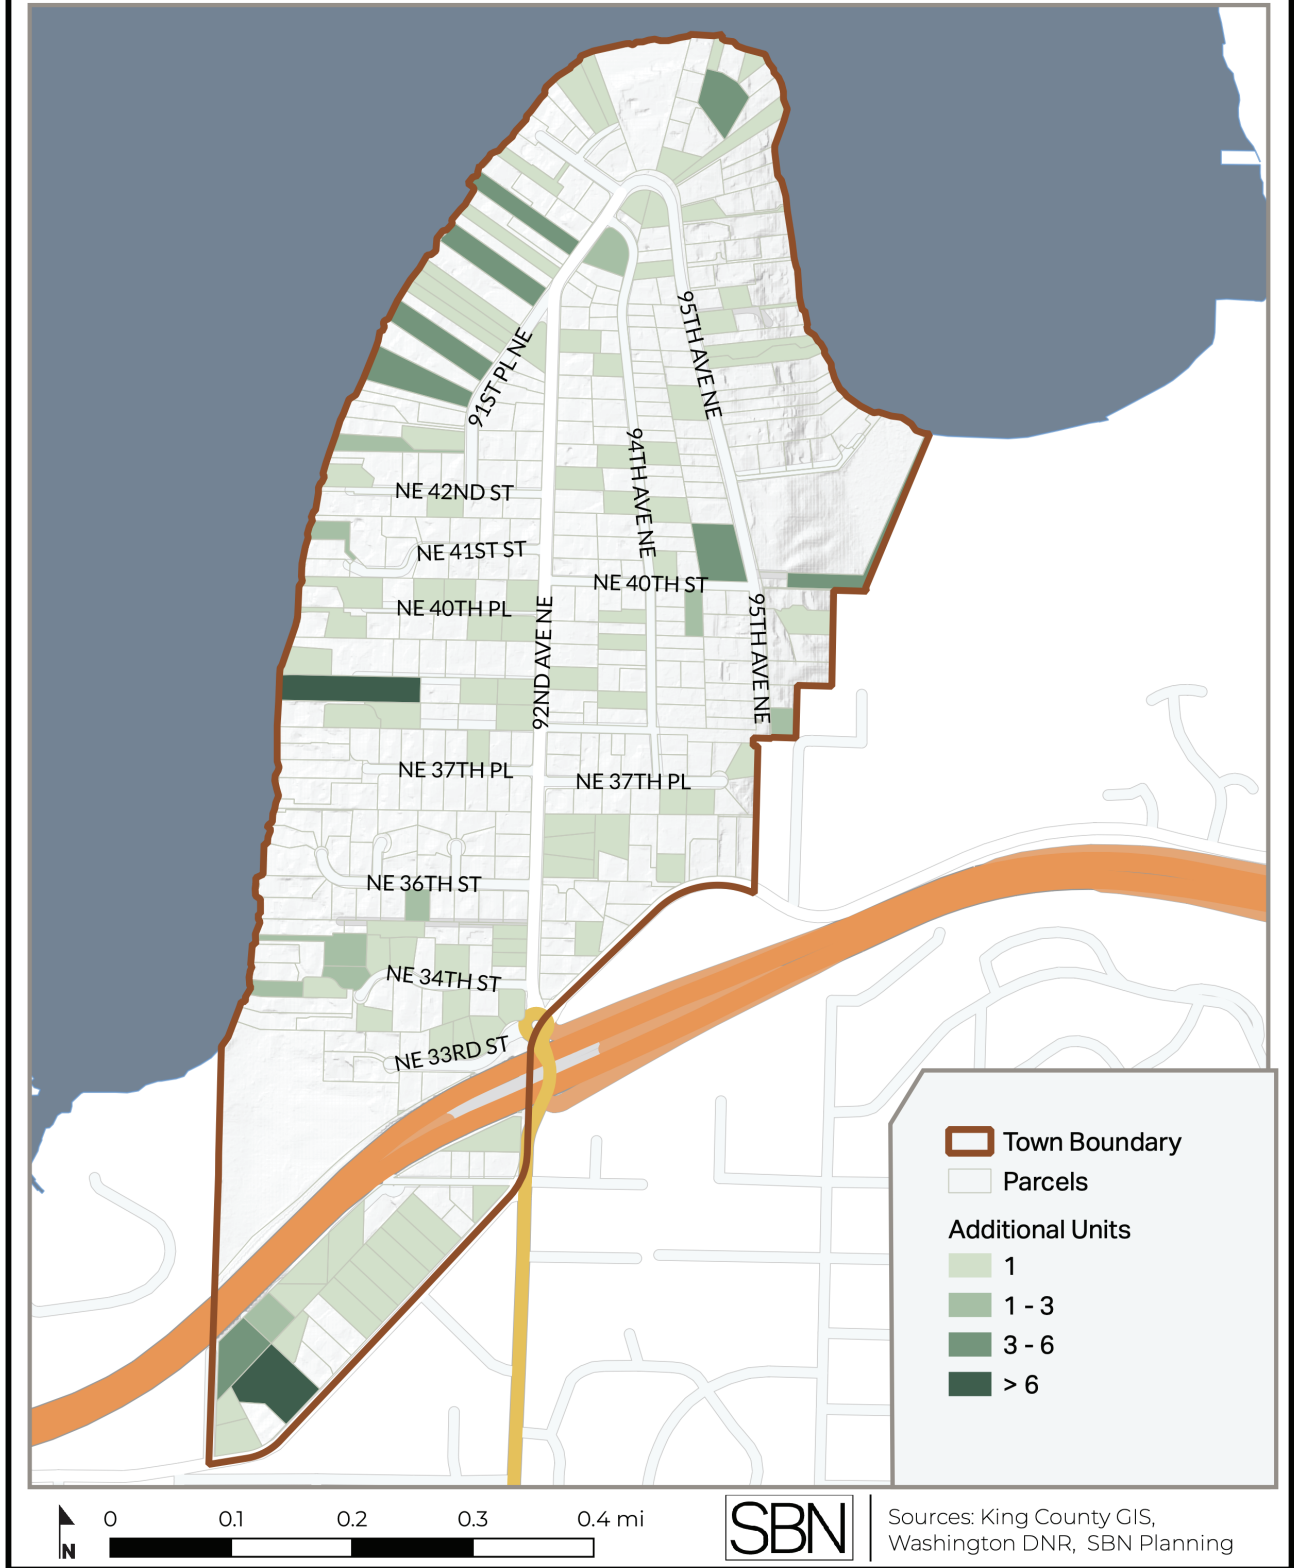 91ST PL NE
95TH AVE NE
94TH AVE NE
NE 42ND ST
NE 41ST ST
NE 40TH ST
NE 40TH PL
92ND AVE NE
95TH AVE NE
NE 37TH PL
NE 37TH PL
NE 36TH ST
NE 34TH ST
NE 33RD ST
Town Boundary
Parcels
Additional Units
1
1 - 3
3 - 6
> 6
N
0 0.1 0.2 0.3 0.4 mi
SBN
Sources: King County GIS,
Washington DNR, SBN Planning